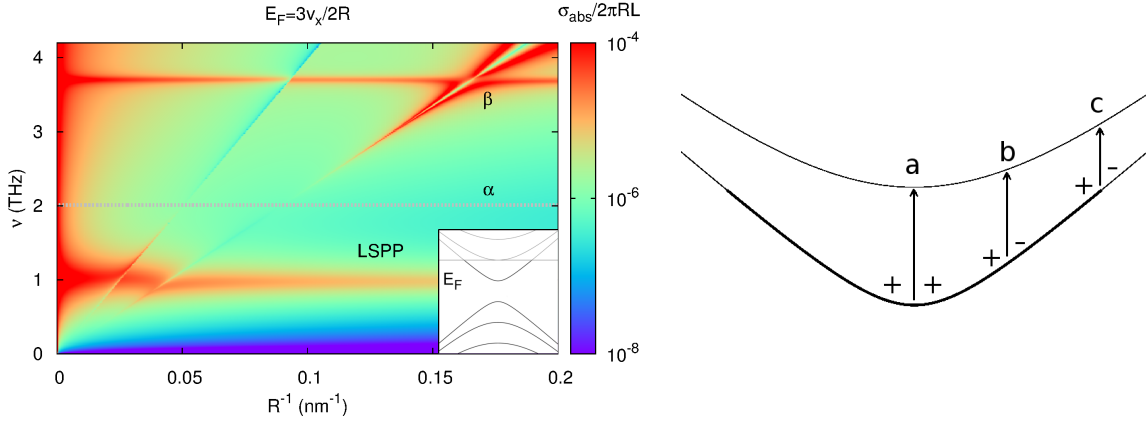 E_F=3v_x/2R
σ_abs/2πRL
4
3
2
1
0
ν (THz)
β
α
LSPP
E_F
0
0.05
0.1
0.15
0.2
R^-1 (nm^-1)
10^-4
10^-6
10^-8
a
b
c
+ +
+ -
+ -